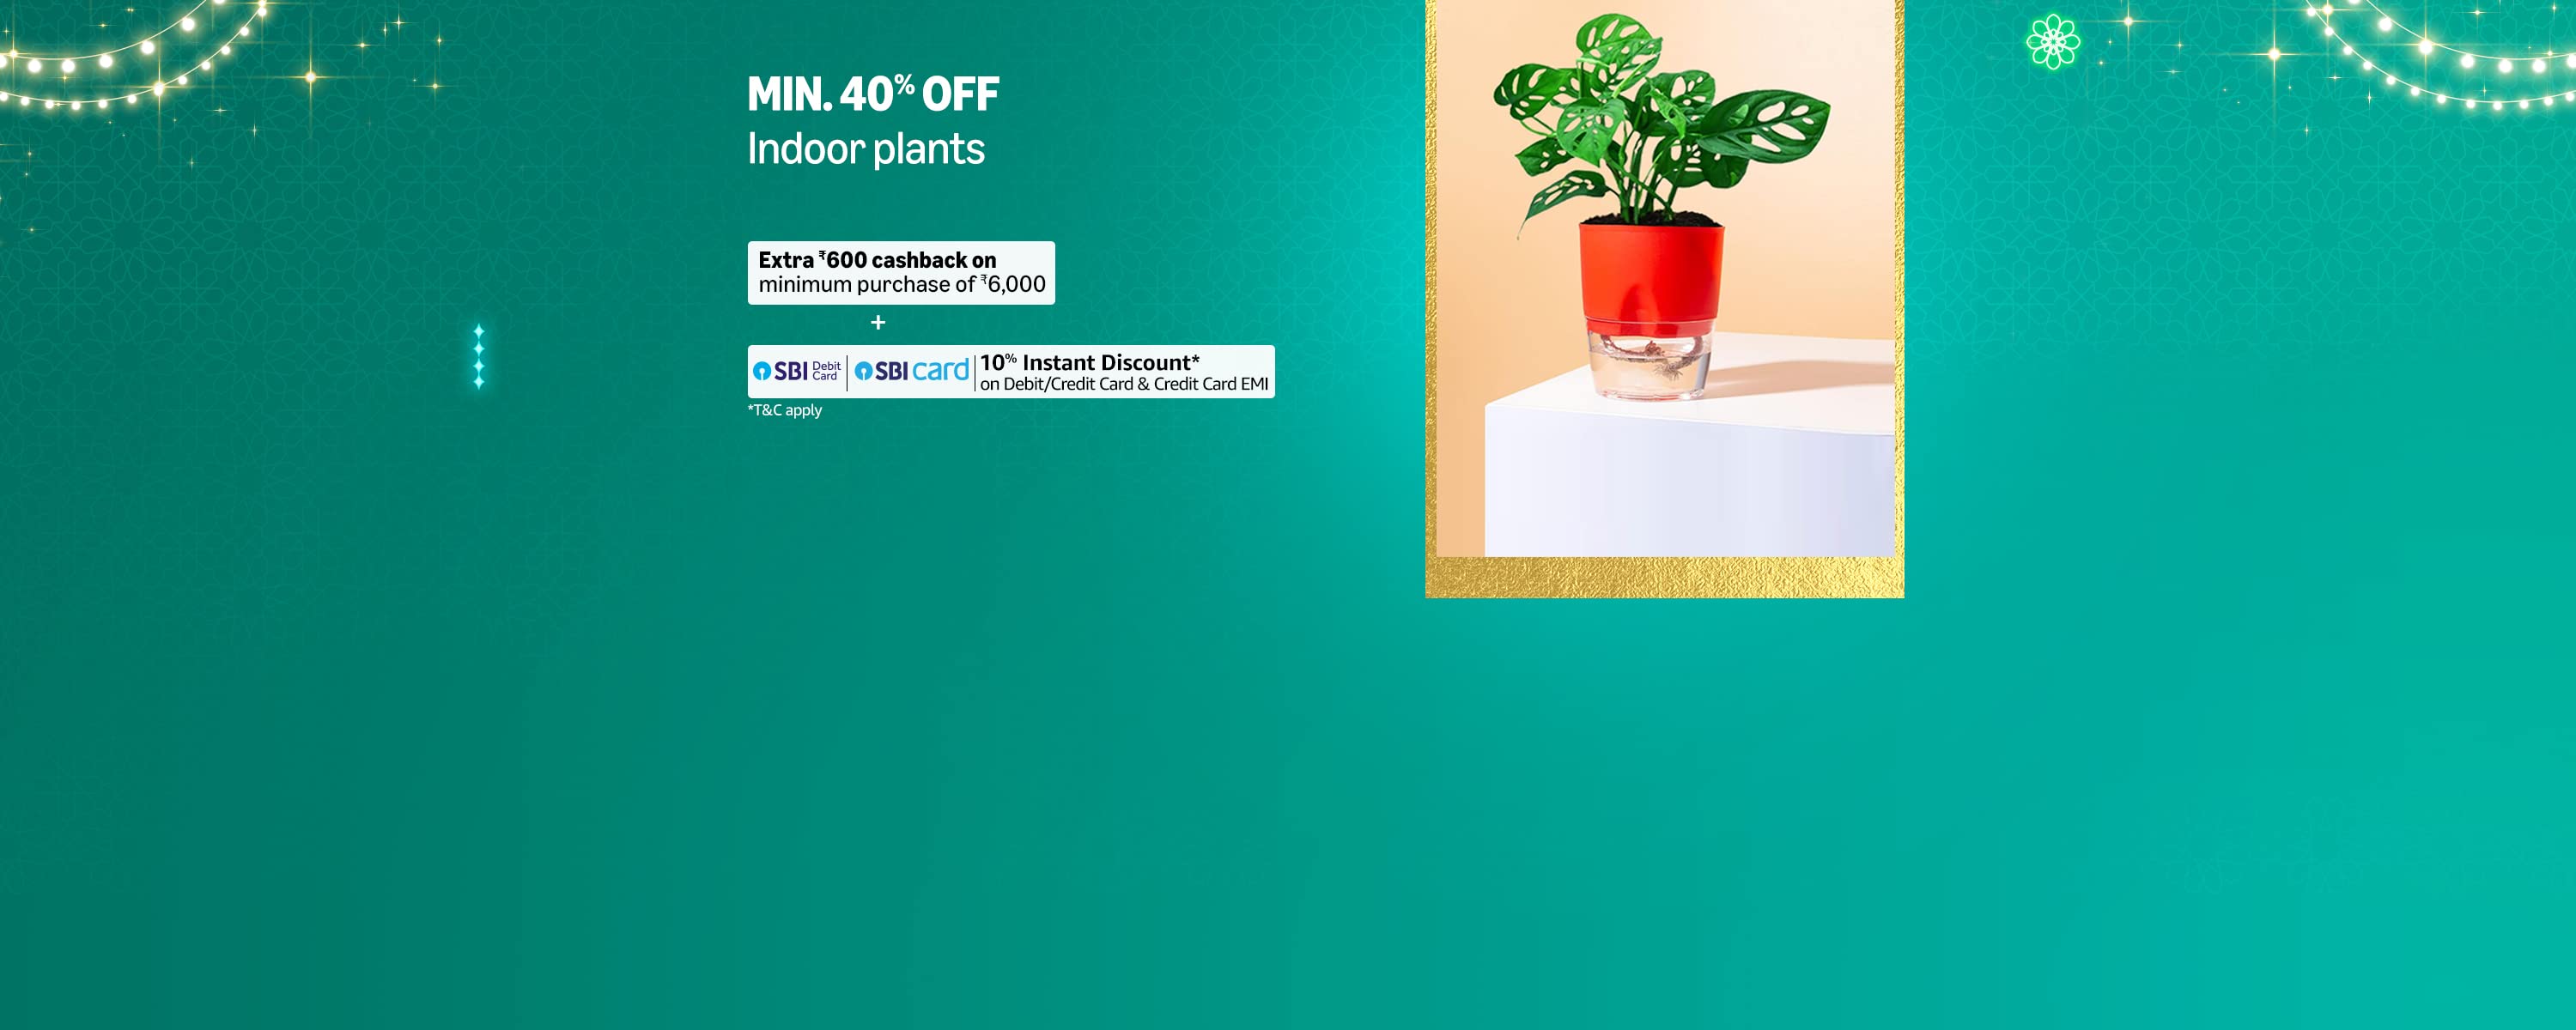 MIN. 40% OFF
Indoor plants
Extra ₹600 cashback on
minimum purchase of ₹6,000
+
SBI Debit Card | SBI card | 10% Instant Discount*
on Debit/Credit Card & Credit Card EMI
*T&C apply